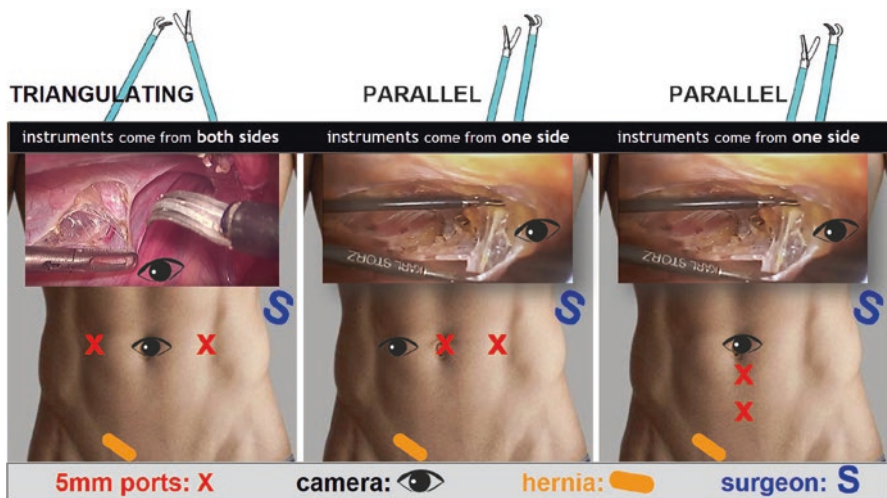 TRIANGULATING
PARALLEL
PARALLEL
instruments come from both sides
instruments come from one side
instruments come from one side
KARL STORZ
KARL STORZ
S
S
S
X
X
X
X
X
X
5mm ports: X
camera:
hernia:
surgeon: S